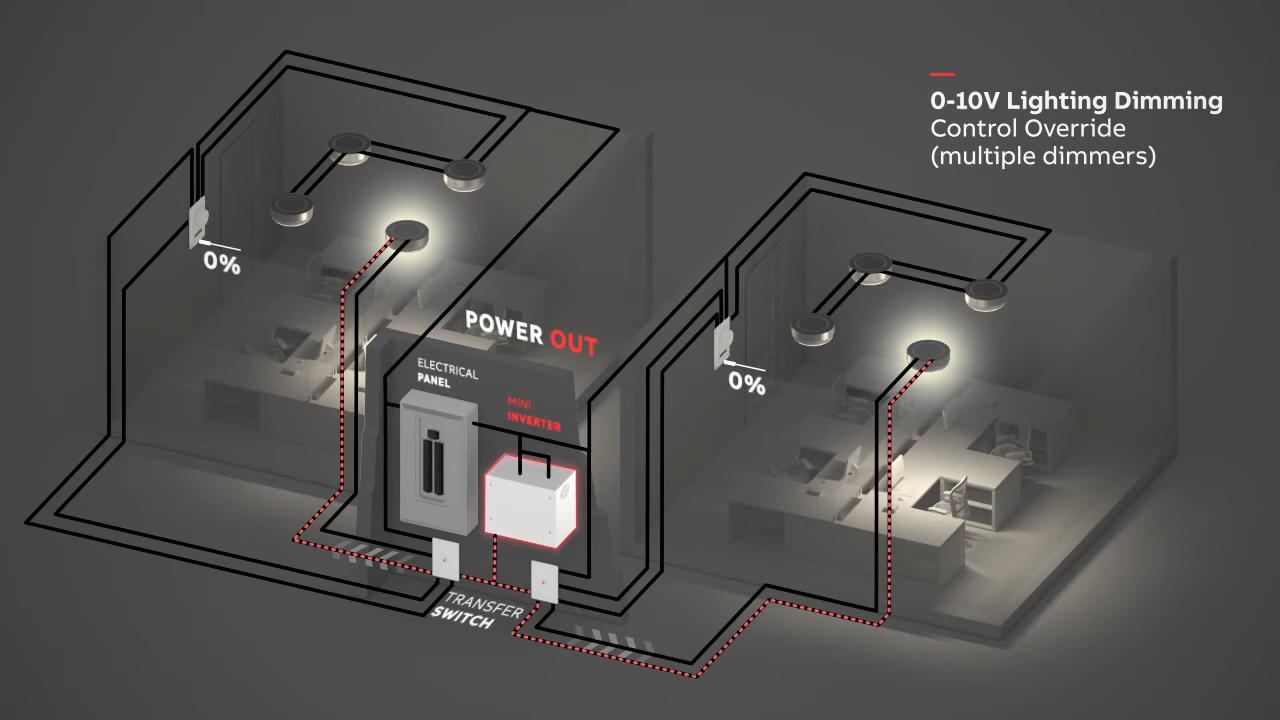 0-10V Lighting Dimming
Control Override
(multiple dimmers)
0%
POWER OUT
ELECTRICAL
PANEL
MINI
INVERTER
0%
TRANSFER
SWITCH